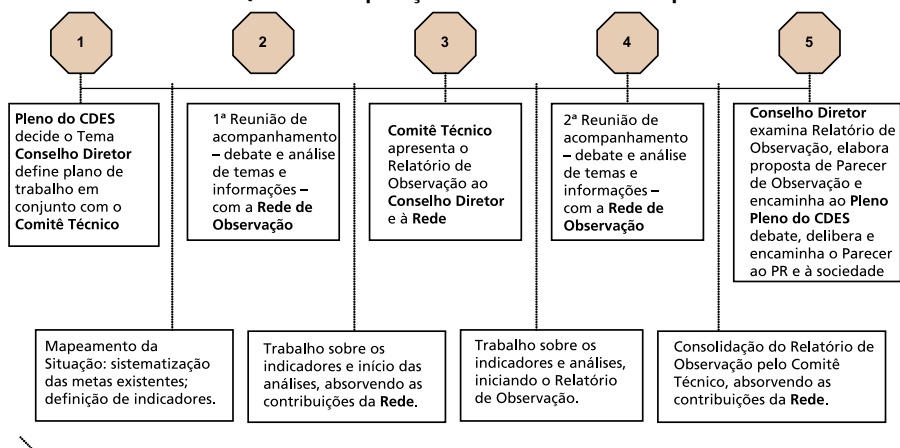 1
2
3
4
5
Pleno do CDES
decide o Tema
Conselho Diretor
define plano de
trabalho em
conjunto com o
Comitê Técnico
1ª Reunião de
acompanhamento
– debate e análise
de temas e
informações –
com a Rede de
Observação
Comitê Técnico
apresenta o
Relatório de
Observação ao
Conselho Diretor
e à Rede
2ª Reunião de
acompanhamento
– debate e análise
de temas e
informações –
com a Rede de
Observação
Conselho Diretor
examina Relatório de
Observação, elabora
proposta de Parecer
de Observação e
encaminha ao Pleno
Pleno do CDES
debate, delibera e
encaminha o Parecer
ao PR e à sociedade
Mapeamento da
Situação: sistematização
das metas existentes;
definição de indicadores.
Trabalho sobre os
indicadores e início das
análises, absorvendo as
contribuições da Rede.
Trabalho sobre os
indicadores e análises,
iniciando o Relatório
de Observação.
Consolidação do Relatório de
Observação pelo Comitê
Técnico, absorvendo as
contribuições da Rede.